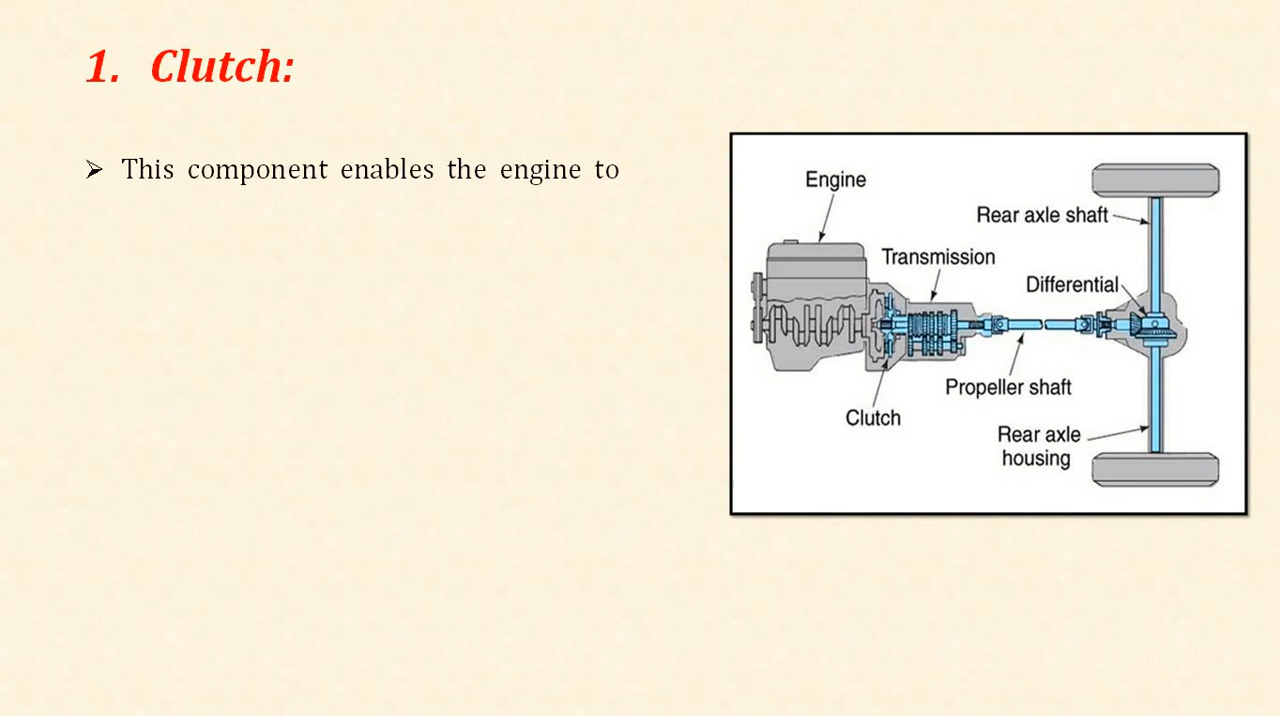 1. Clutch:
➢ This component enables the engine to
Engine
Rear axle shaft
Transmission
Differential
Propeller shaft
Clutch
Rear axle
housing